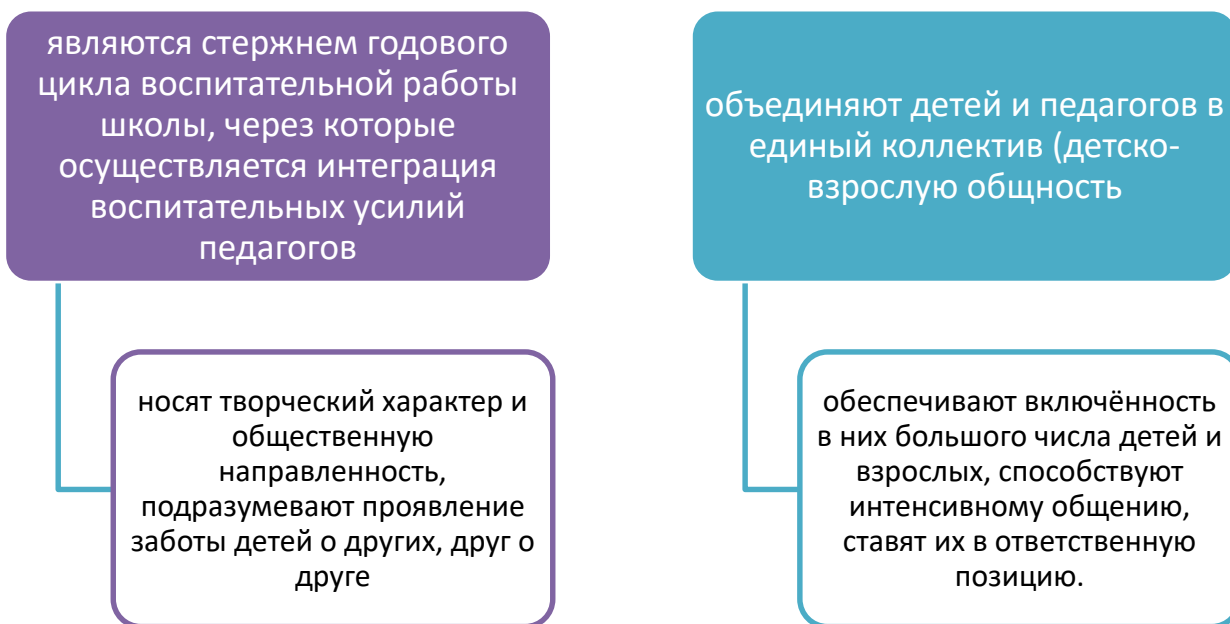 являются стержнем годового
цикла воспитательной работы
школы, через которые
осуществляется интеграция
воспитательных усилий
педагогов
носят творческий характер и
общественную
направленность,
подразумевают проявление
заботы детей о других, друг о
друге
объединяют детей и педагогов в
единый коллектив (детско-
взрослую общность
обеспечивают включённость
в них большого числа детей и
взрослых, способствуют
интенсивному общению,
ставят их в ответственную
позицию.